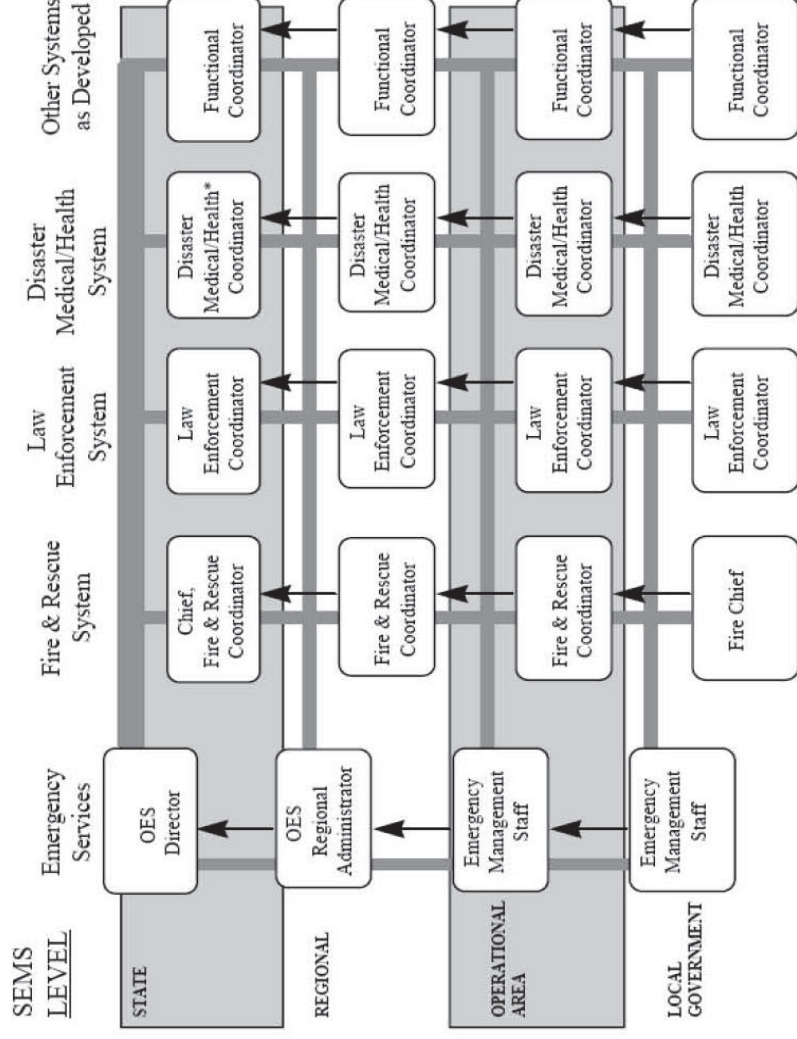 SEMS
LEVEL
Emergency
Services
Fire & Rescue
System
Law
Enforcement
System
Disaster
Medical/Health
System
Other Systems
as Developed
STATE
OES
Director
Chief,
Fire & Rescue
Coordinator
Law
Enforcement
Coordinator
Disaster
Medical/Health*
Coordinator
Functional
Coordinator
REGIONAL
OES
Regional
Administrator
Fire & Rescue
Coordinator
Law
Enforcement
Coordinator
Disaster
Medical/Health
Coordinator
Functional
Coordinator
OPERATIONAL
AREA
Emergency
Management
Staff
Fire & Rescue
Coordinator
Law
Enforcement
Coordinator
Disaster
Medical/Health
Coordinator
Functional
Coordinator
LOCAL
GOVERNMENT
Emergency
Management
Staff
Fire Chief
Law
Enforcement
Coordinator
Disaster
Medical/Health
Coordinator
Functional
Coordinator